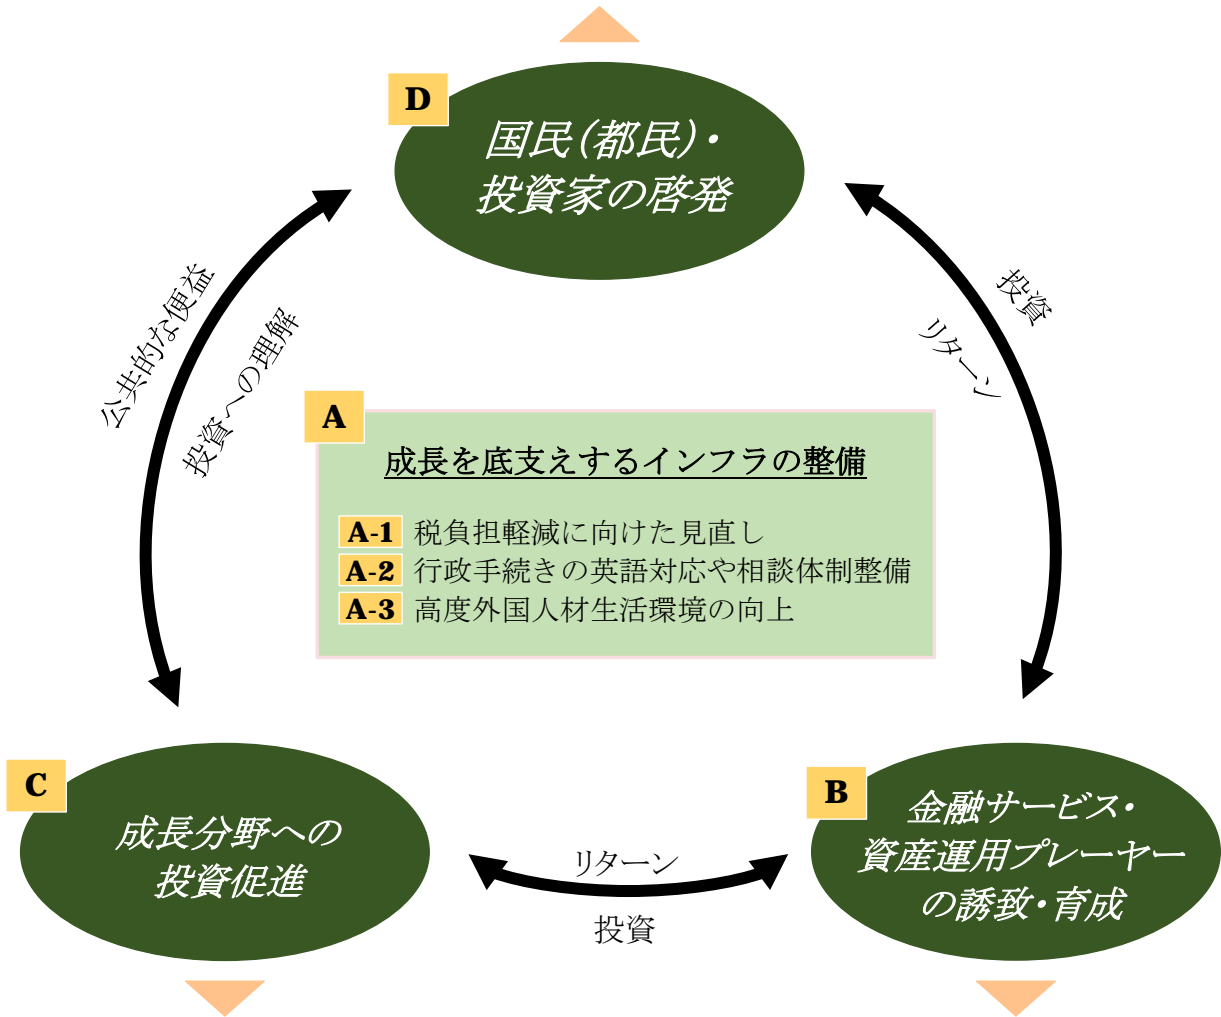 D
国民（都民）・
投資家の啓発
公共的な便益
投資への理解
投資
リターン
A
成長を底支えするインフラの整備
A-1 税負担軽減に向けた見直し
A-2 行政手続きの英語対応や相談体制整備
A-3 高度外国人材生活環境の向上
C
成長分野への
投資促進
リターン
投資
B
金融サービス・
資産運用プレーヤー
の誘致・育成